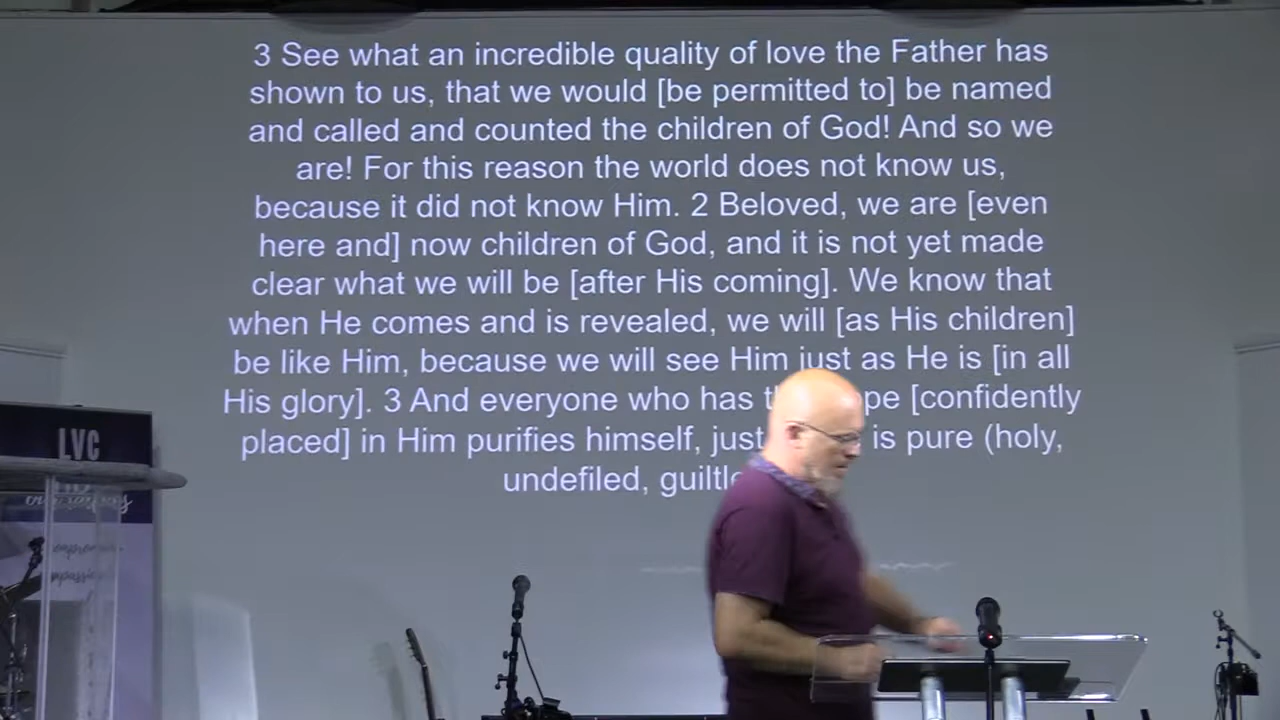 3 See what an incredible quality of love the Father has
shown to us, that we would [be permitted to] be named
and called and counted the children of God! And so we
are! For this reason the world does not know us,
because it did not know Him. 2 Beloved, we are [even
here and] now children of God, and it is not yet made
clear what we will be [after His coming]. We know that
when He comes and is revealed, we will [as His children]
be like Him, because we will see Him just as He is [in all
His glory]. 3 And everyone who has [confidently
placed] in Him purifies himself, just is pure (holy,
undefiled,
LVC